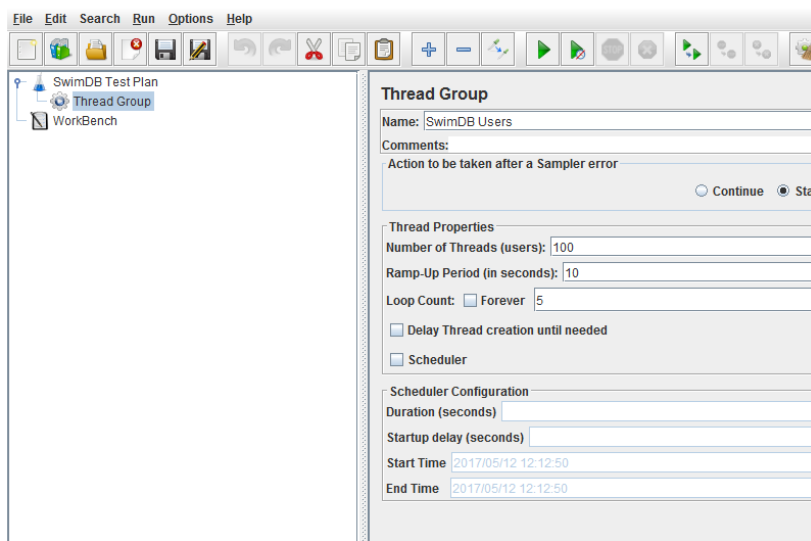 File Edit Search Run Options Help
SwimDB Test Plan
Thread Group
WorkBench
Thread Group
Name: SwimDB Users
Comments:
Action to be taken after a Sampler error
Continue Sta
Thread Properties
Number of Threads (users): 100
Ramp-Up Period (in seconds): 10
Loop Count: Forever 5
Delay Thread creation until needed
Scheduler
Scheduler Configuration
Duration (seconds)
Startup delay (seconds)
Start Time 2017/05/12 12:12:50
End Time 2017/05/12 12:12:50